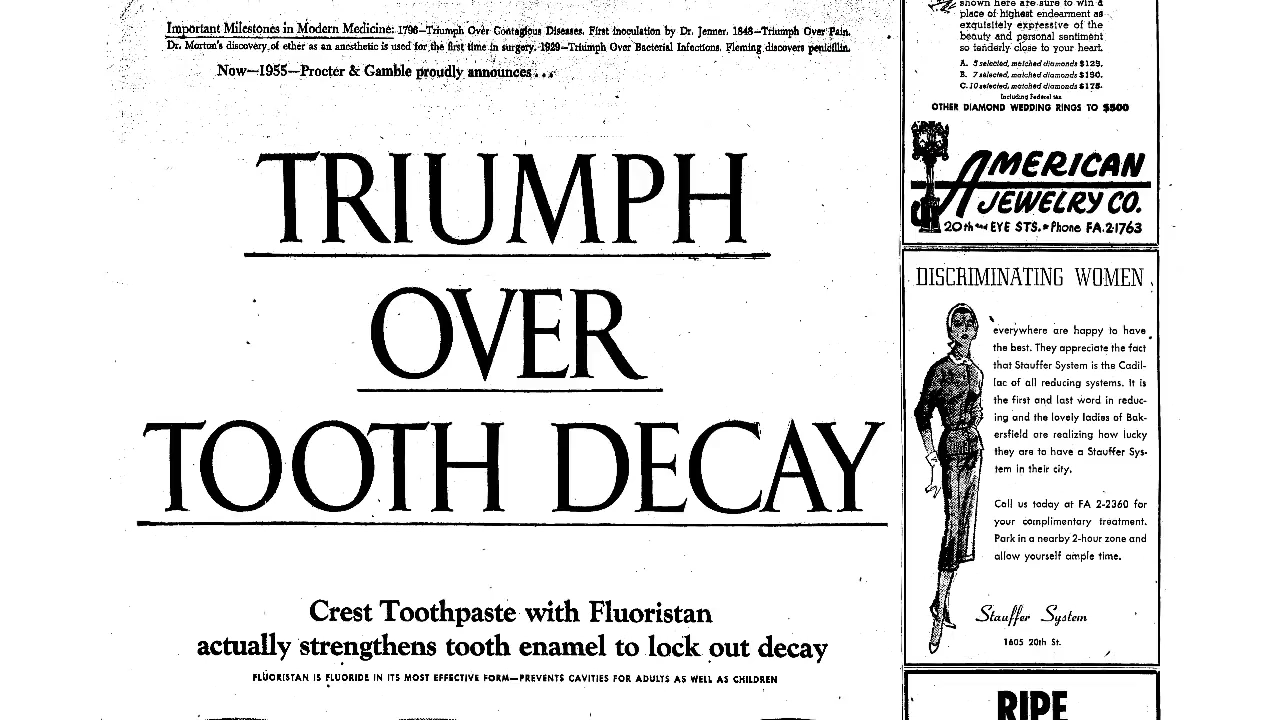 Important Milestones in Modern Medicine: 1796—Triumph Over Contagious Diseases. First inoculation by Dr. Jenner. 1848—Triumph Over Pain.
Dr. Morton's discovery of ether as an anesthetic is used for the first time in surgery. 1929—Triumph Over Bacterial Infections. Fleming discovers penicillin.
Now—1955—Procter & Gamble proudly announces...
TRIUMPH
OVER
TOOTH DECAY
Crest Toothpaste with Fluoristan
actually strengthens tooth enamel to lock out decay
FLUORISTAN IS FLUORIDE IN ITS MOST EFFECTIVE FORM—PREVENTS CAVITIES FOR ADULTS AS WELL AS CHILDREN
shown here are sure to win a
place of highest endearment as
exquisitely expressive of the
beauty and personal sentiment
so tenderly close to your heart.
A. 5 selected, matched diamonds $125.
B. 7 selected, matched diamonds $150.
C. 10 selected, matched diamonds $175.
Including Federal tax
OTHER DIAMOND WEDDING RINGS TO $500
AMERICAN
JEWELRY CO.
20th and EYE STS. • Phone FA.2-1763
DISCRIMINATING WOMEN
everywhere are happy to have
the best. They appreciate the fact
that Stauffer System is the Cadil-
lac of all reducing systems. It is
the first and last word in reduc-
ing and the lovely ladies of Bak-
ersfield are realizing how lucky
they are to have a Stauffer Sys-
tem in their city.
Call us today at FA 2-2360 for
your complimentary treatment.
Park in a nearby 2-hour zone and
allow yourself ample time.
Stauffer System
1605 20th St.
RIPE